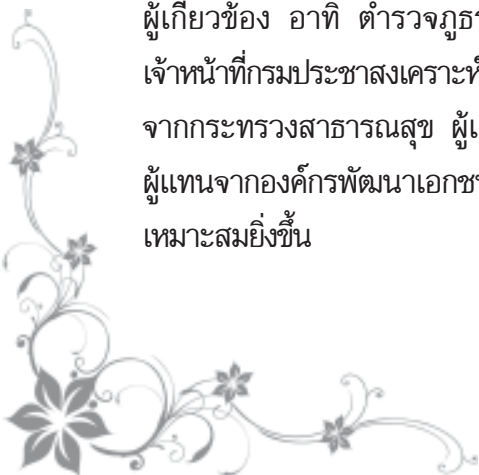 ผู้เกี่ยวข้อง อาทิ ตำรวจภูธร
เจ้าหน้าที่กรมประชาสงเคราะห์
จากกระทรวงสาธารณสุข
ผู้แทนจากองค์กรพัฒนาเอกชน
เหมาะสมยิ่งขึ้น